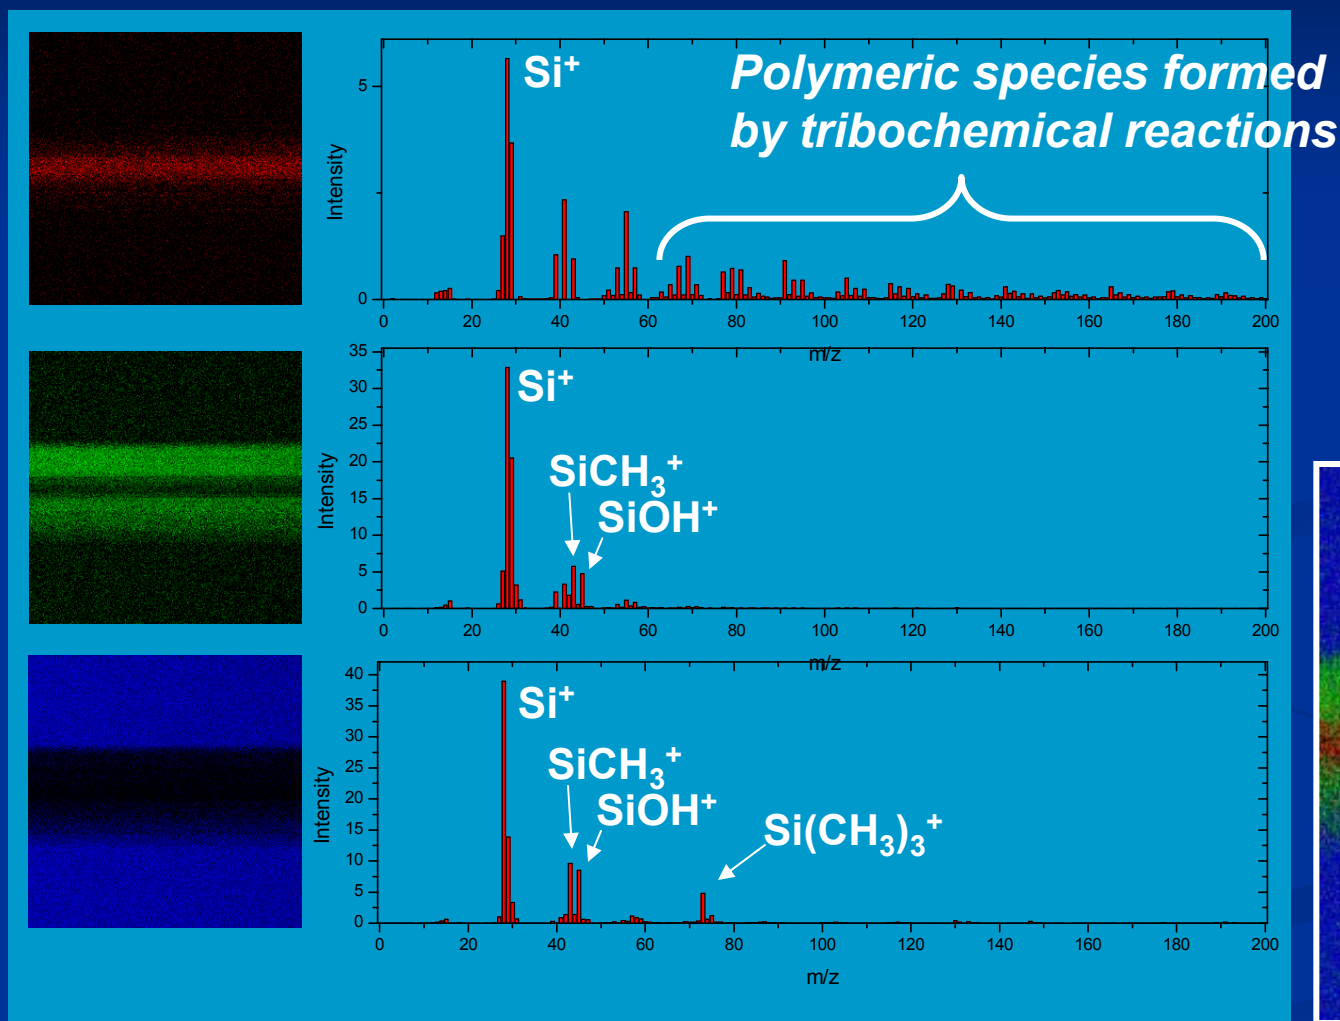 Si⁺
Polymeric species formed
by tribochemical reactions
Intensity
5
0
0 20 40 60 80 100 120 140 160 180 200
m/z
Si⁺
SiCH₃⁺
SiOH⁺
Intensity
35
30
25
20
15
10
5
0
0 20 40 60 80 100 120 140 160 180 200
m/z
Si⁺
SiCH₃⁺
SiOH⁺
Si(CH₃)₃⁺
Intensity
40
35
30
25
20
15
10
5
0
0 20 40 60 80 100 120 140 160 180 200
m/z